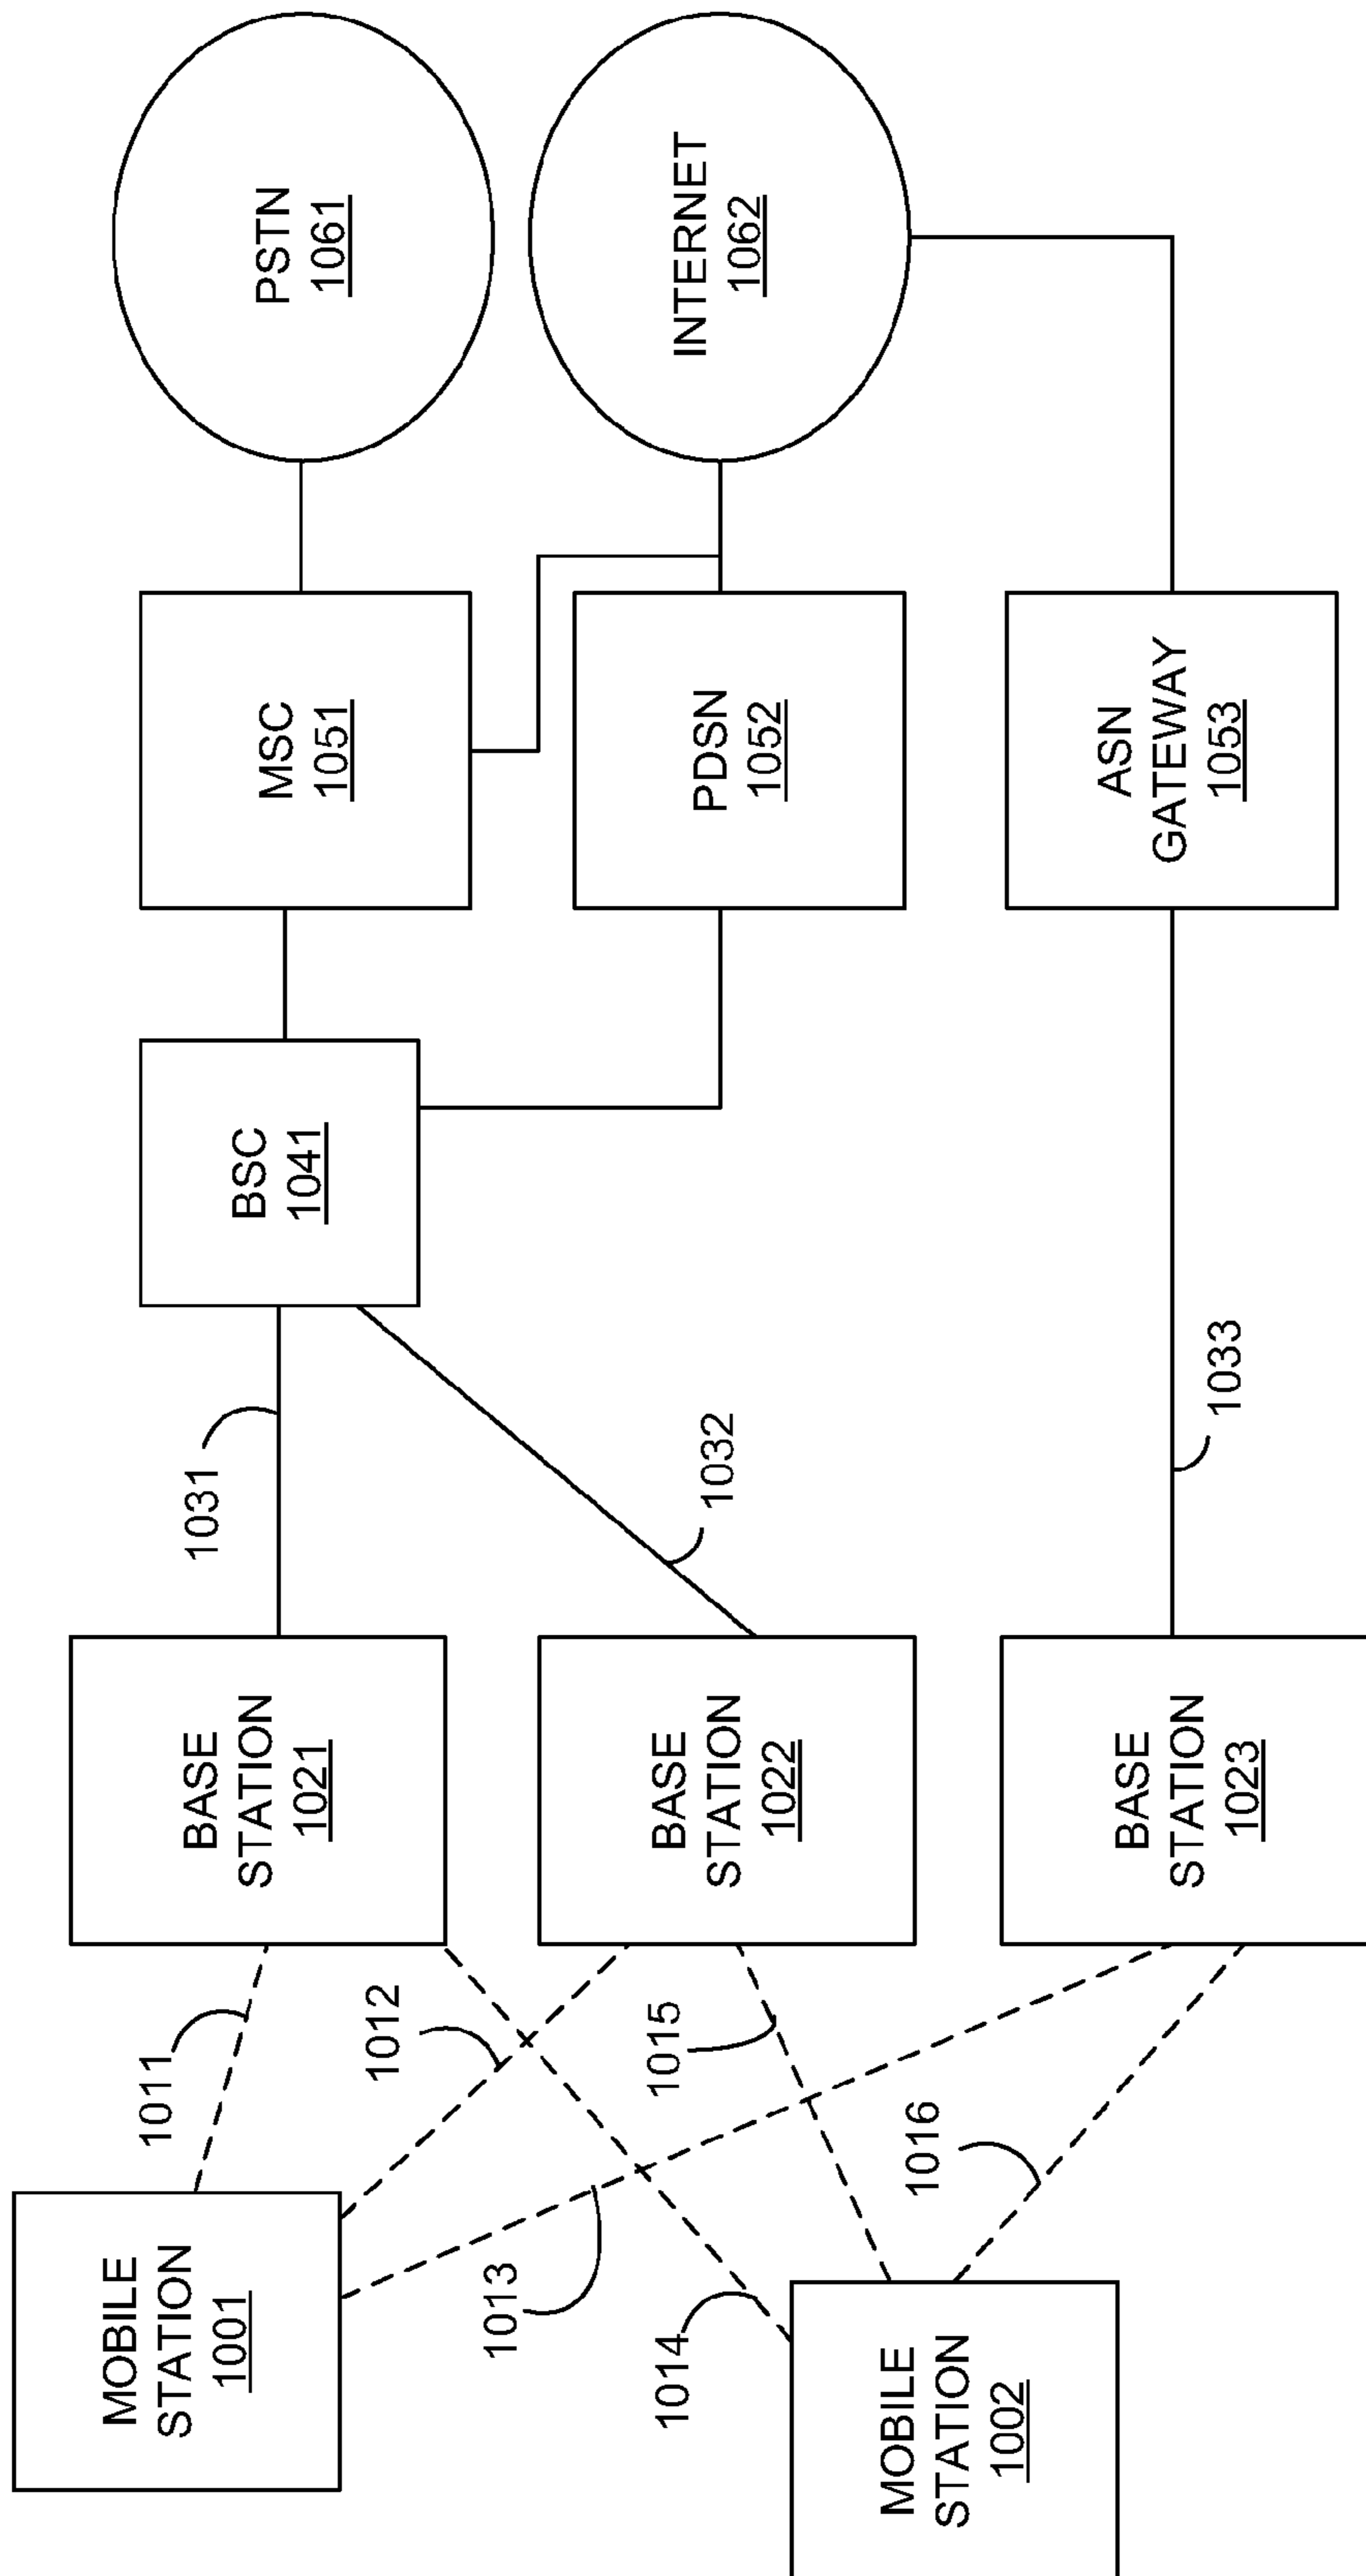 MOBILE
STATION
1001
MOBILE
STATION
1002
1011
1012
1013
1014
1015
1016
BASE
STATION
1021
BASE
STATION
1022
BASE
STATION
1023
1031
1032
1033
BSC
1041
MSC
1051
PDSN
1052
ASN
GATEWAY
1053
PSTN
1061
INTERNET
1062